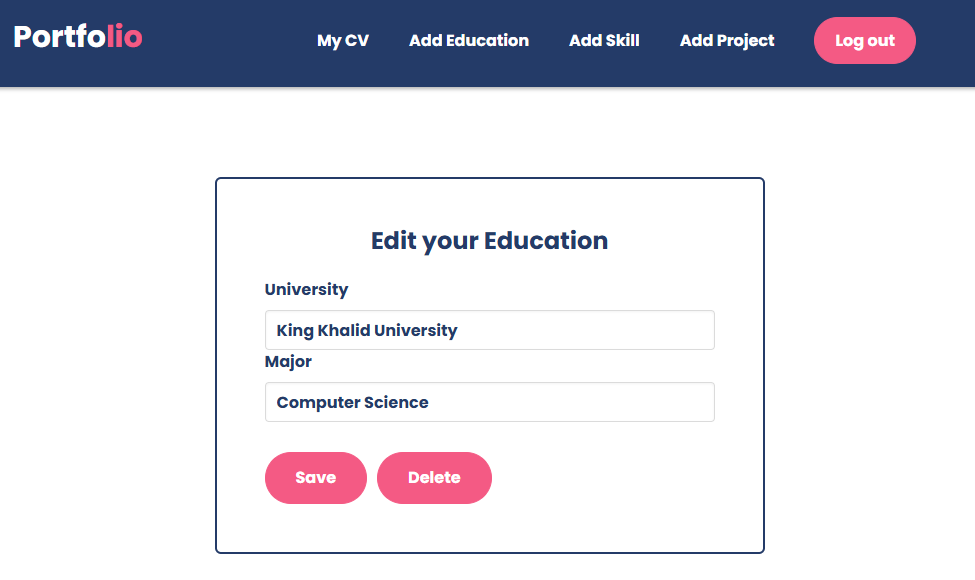 Portfolio
My CV Add Education Add Skill Add Project Log out
Edit your Education
University
King Khalid University
Major
Computer Science
Save Delete